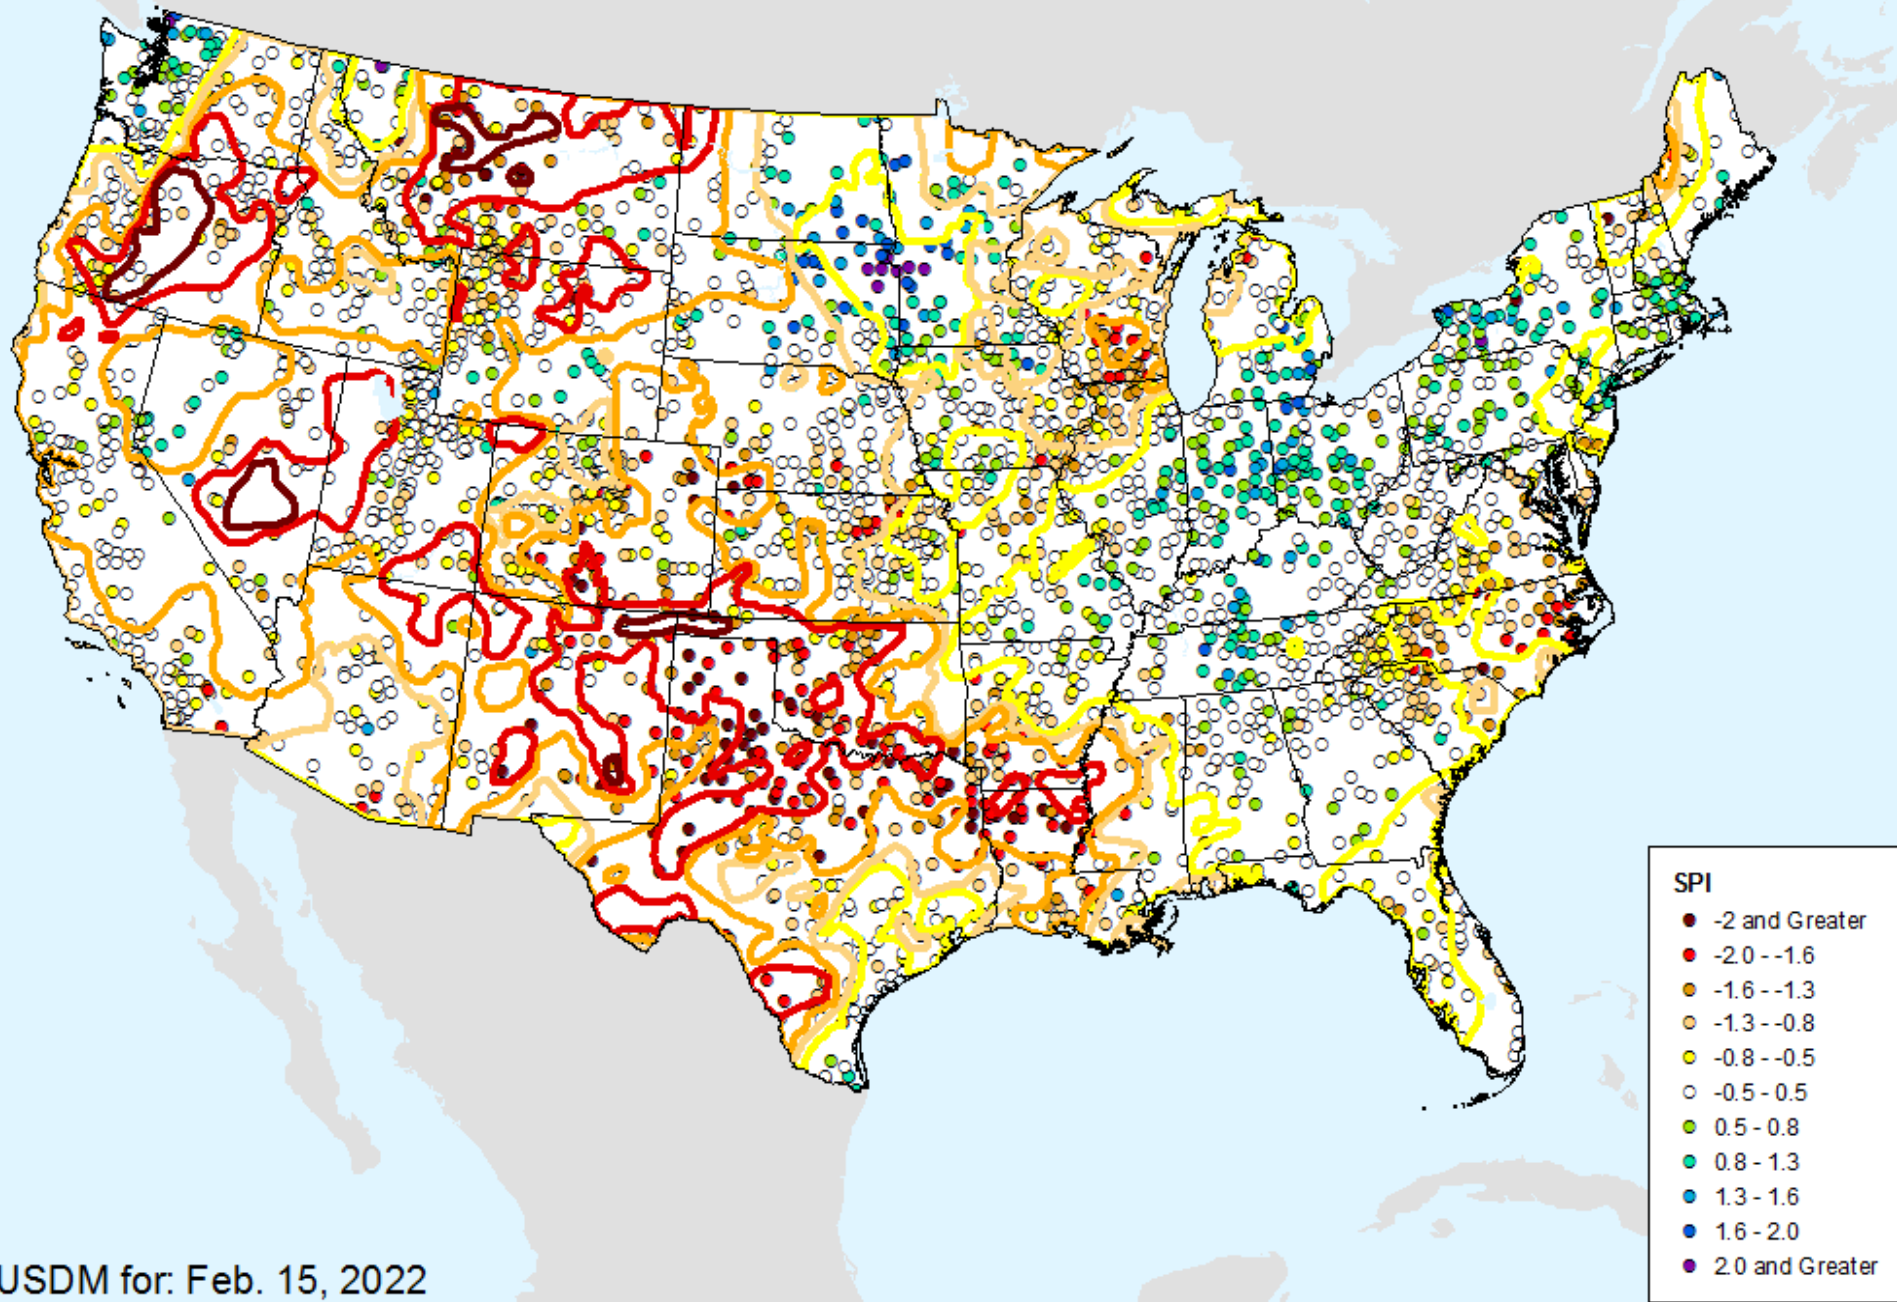 SPI
-2 and Greater
-2.0 - -1.6
-1.6 - -1.3
-1.3 - -0.8
-0.8 - -0.5
-0.5 - 0.5
0.5 - 0.8
0.8 - 1.3
1.3 - 1.6
1.6 - 2.0
2.0 and Greater
USDM for: Feb. 15, 2022